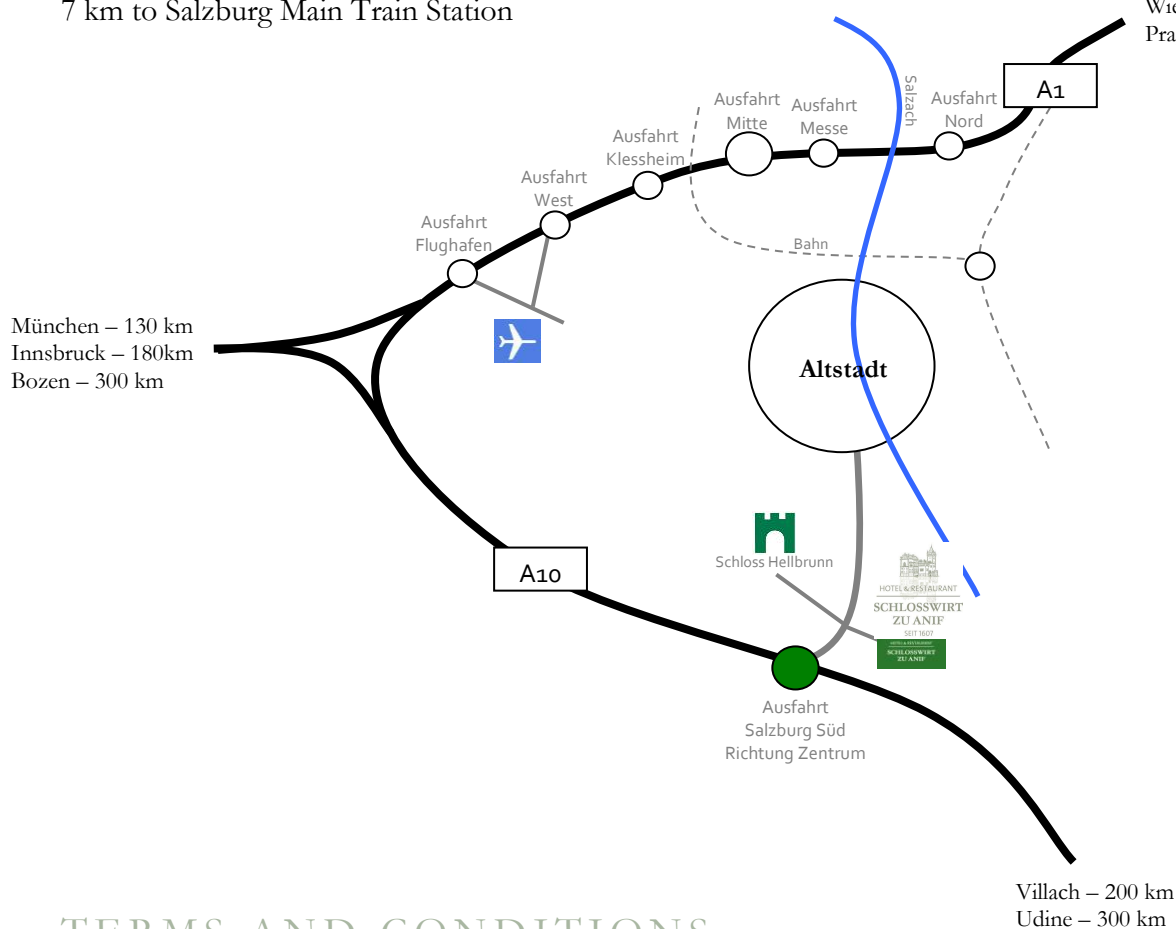 7 km to Salzburg Main Train Station
A1
Salzach
Ausfahrt
Nord
Ausfahrt
Mitte
Ausfahrt
Messe
Ausfahrt
Klessheim
Ausfahrt
West
Ausfahrt
Flughafen
Bahn
München – 130 km
Innsbruck – 180km
Bozen – 300 km
Altstadt
Schloss Hellbrunn
A10
HOTEL & RESTAURANT
SCHLOSSWIRT
ZU ANIF
SEIT 1607
HOTEL & RESTAURANT
SCHLOSSWIRT
ZU ANIF
Ausfahrt
Salzburg Süd
Richtung Zentrum
Villach – 200 km
Udine – 300 km
TERMS AND CONDITIONS